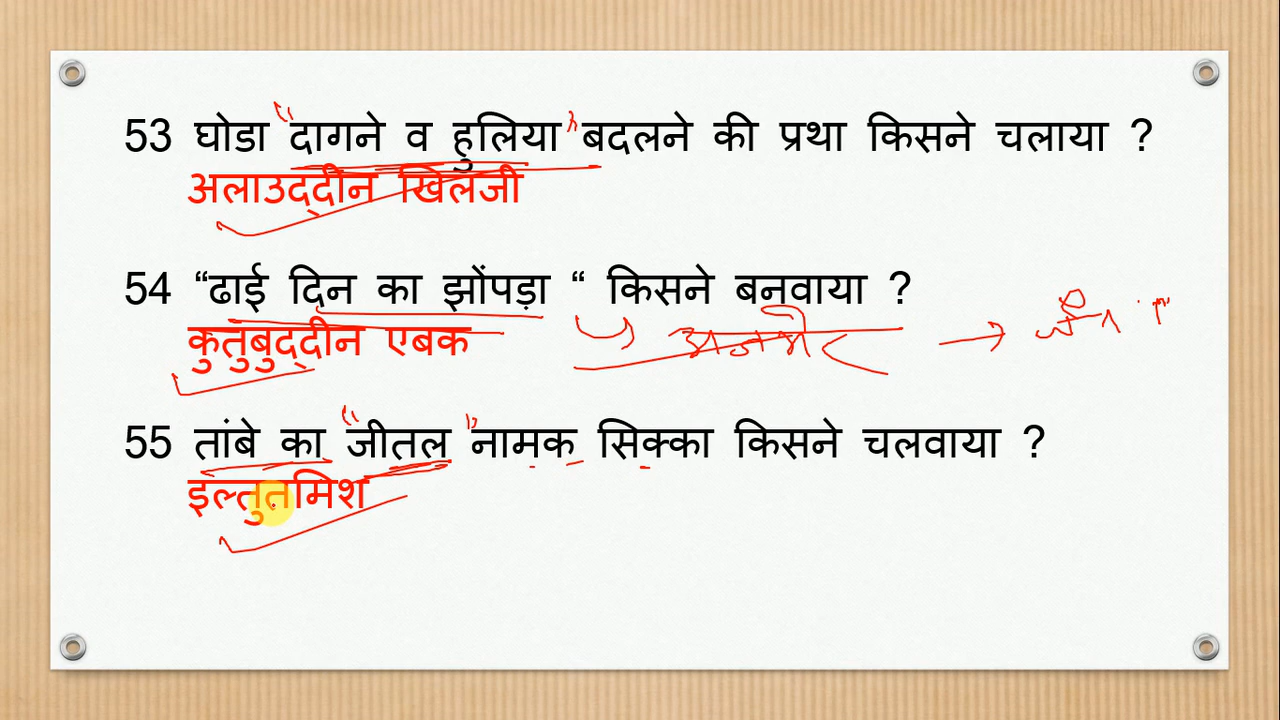 53 घोडा दागने व हुलिया बदलने की प्रथा किसने चलाया ?
अलाउद्दीन खिलजी
54 “ढाई दिन का झोंपड़ा “ किसने बनवाया ?
कुतुबुद्दीन एबक
अजमेर
55 तांबे का जीतल नामक सिक्का किसने चलवाया ?
इल्तुतमिश